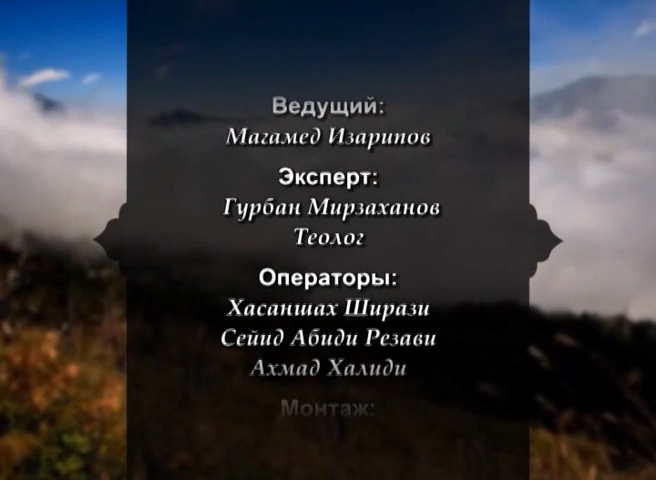 Ведущий:
Магамед Изарипов
Эксперт:
Гурбан Мирзаханов
Теолог
Операторы:
Хасаншах Ширази
Сейид Абиди Резави
Ахмад Халиди
Монтаж: